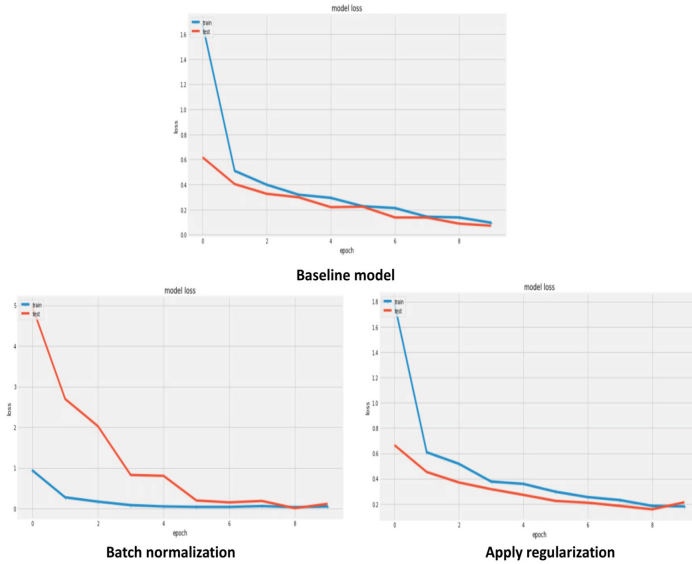 model loss
train
test
1.6
1.4
1.2
1.0
0.8
0.6
0.4
0.2
0.0
loss
0 2 4 6 8
epoch
Baseline model
model loss
train
test
5
4
3
2
1
0
loss
0 2 4 6 8
epoch
Batch normalization
model loss
train
test
1.8
1.6
1.4
1.2
1.0
0.8
0.6
0.4
0.2
loss
0 2 4 6 8
epoch
Apply regularization